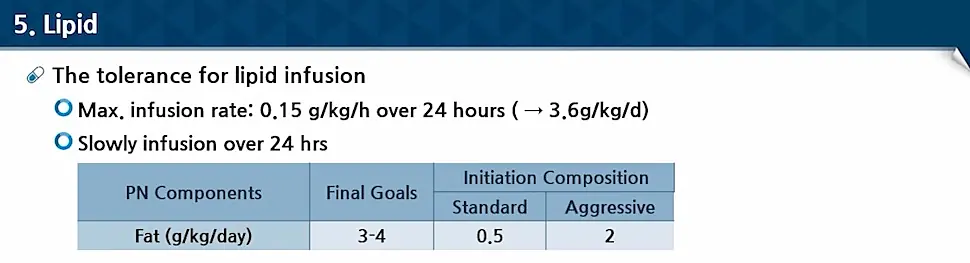 5. Lipid
The tolerance for lipid infusion
Max. infusion rate: 0.15 g/kg/h over 24 hours ( → 3.6g/kg/d)
Slowly infusion over 24 hrs
PN Components Final Goals Initiation Composition
Standard Aggressive
Fat (g/kg/day) 3-4 0.5 2